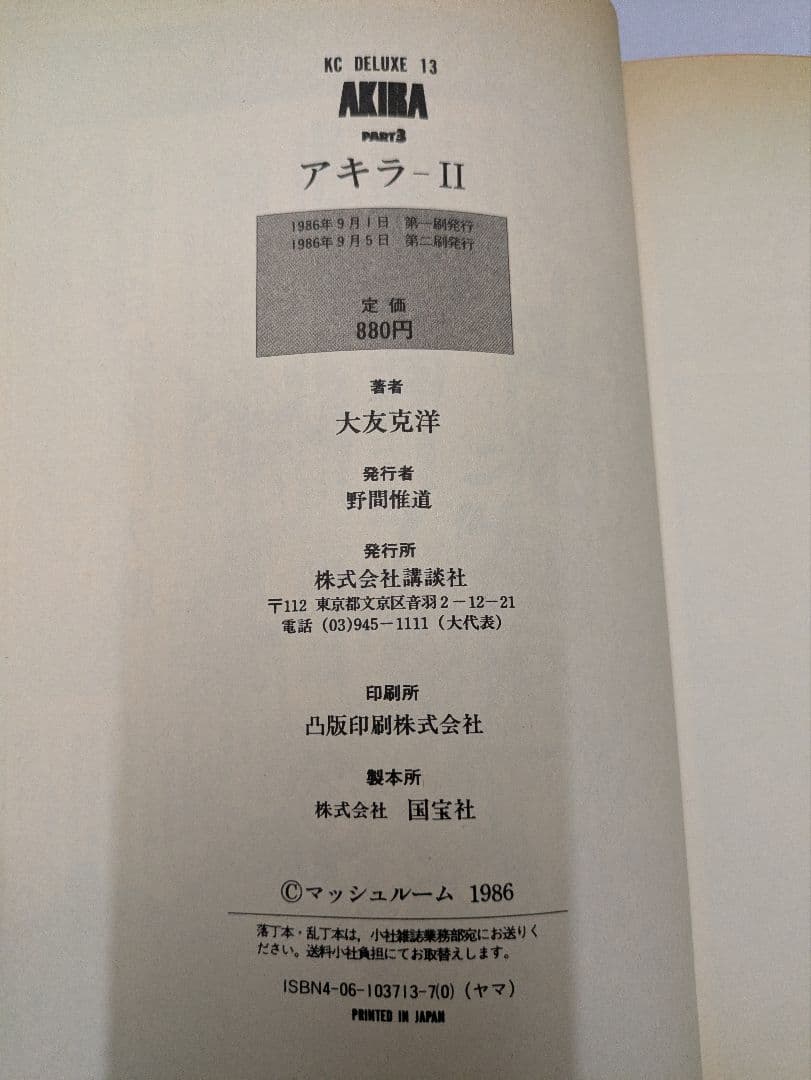 KC DELUXE 13
AKIRA
PART3
アキラ-II
1986年9月1日 第一刷発行
1986年9月5日 第二刷発行
定価
880円
著者
大友克洋
発行者
野間惟道
発行所
株式会社講談社
〒112 東京都文京区音羽2-12-21
電話 (03)945-1111 (大代表)
印刷所
凸版印刷株式会社
製本所
株式会社 国宝社
©マッシュルーム 1986
落丁本・乱丁本は、小社雑誌業務部宛にお送りく
ださい。送料小社負担にてお取替えします。
ISBN4-06-103713-7(0) (ヤマ)
PRINTED IN JAPAN